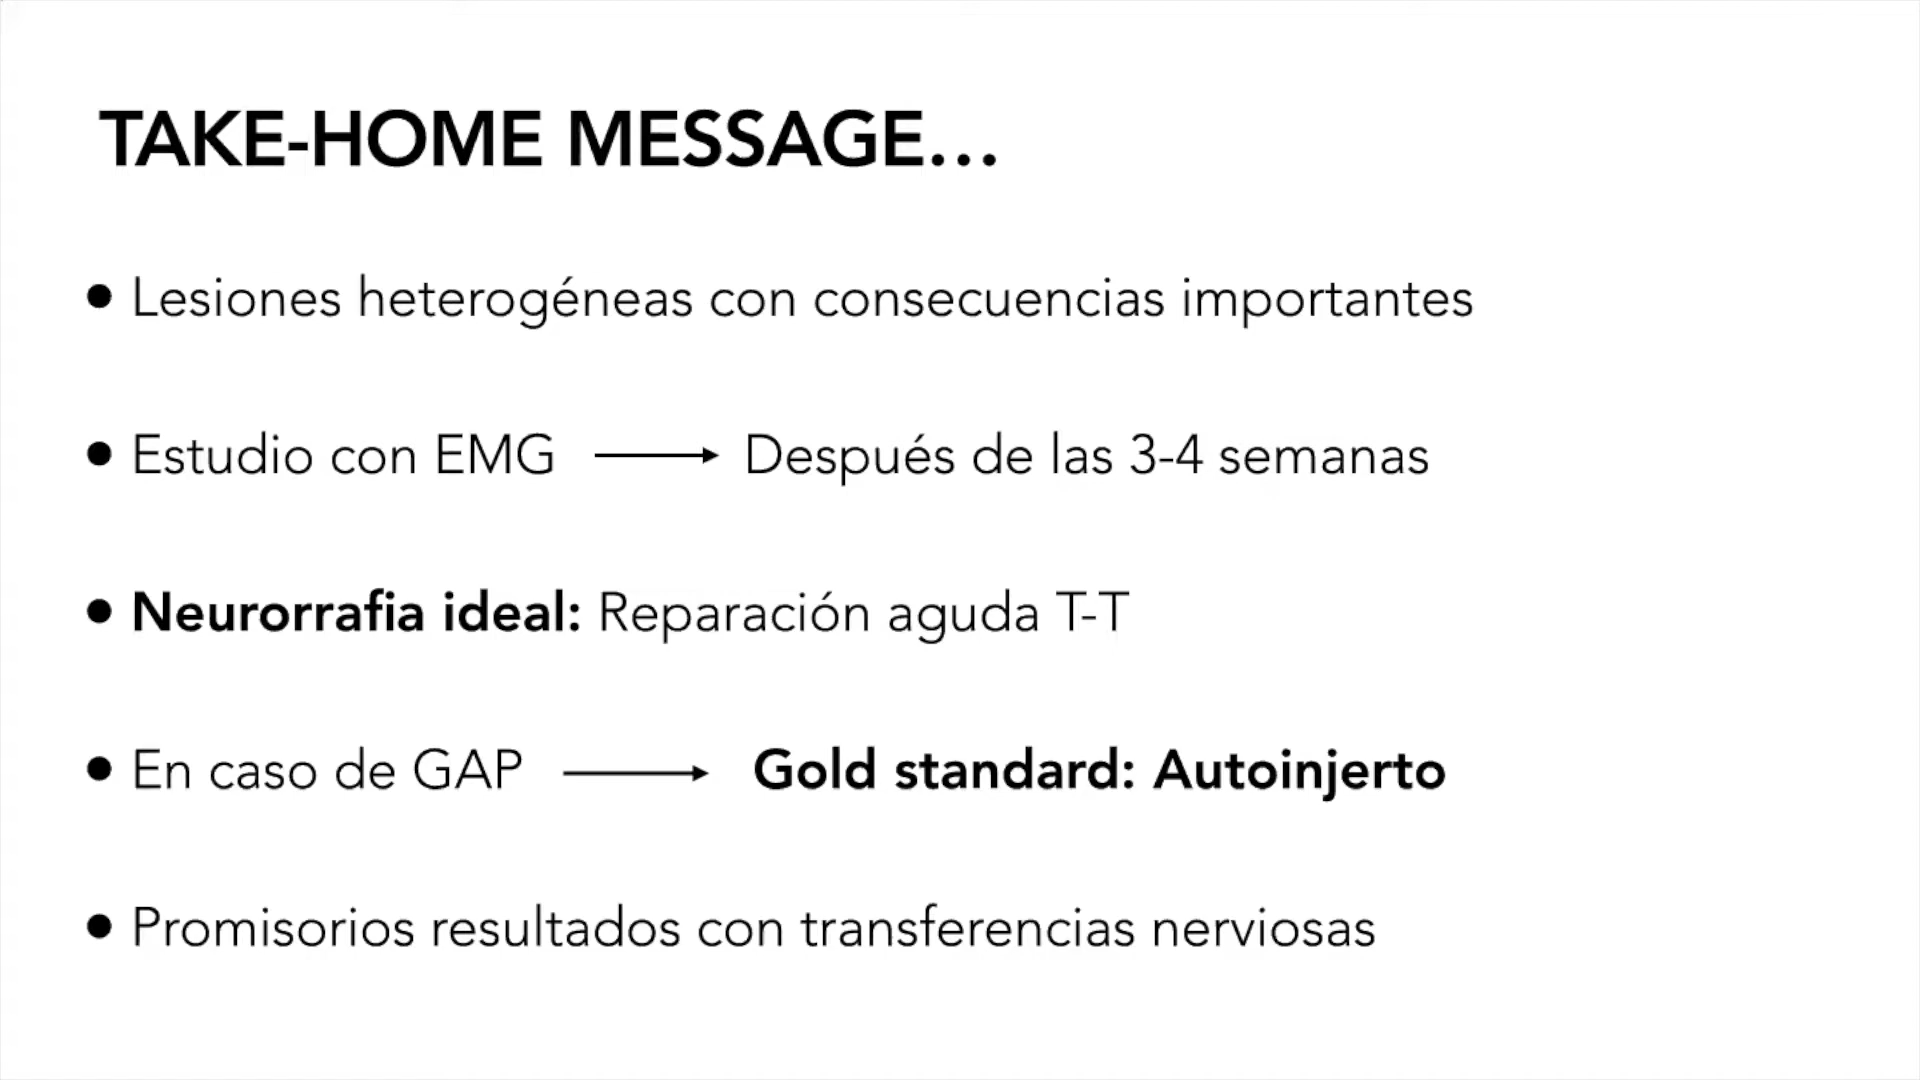 TAKE-HOME MESSAGE...
• Lesiones heterogéneas con consecuencias importantes
• Estudio con EMG → Después de las 3-4 semanas
• Neurorrafia ideal: Reparación aguda T-T
• En caso de GAP → Gold standard: Autoinjerto
• Promisorios resultados con transferencias nerviosas